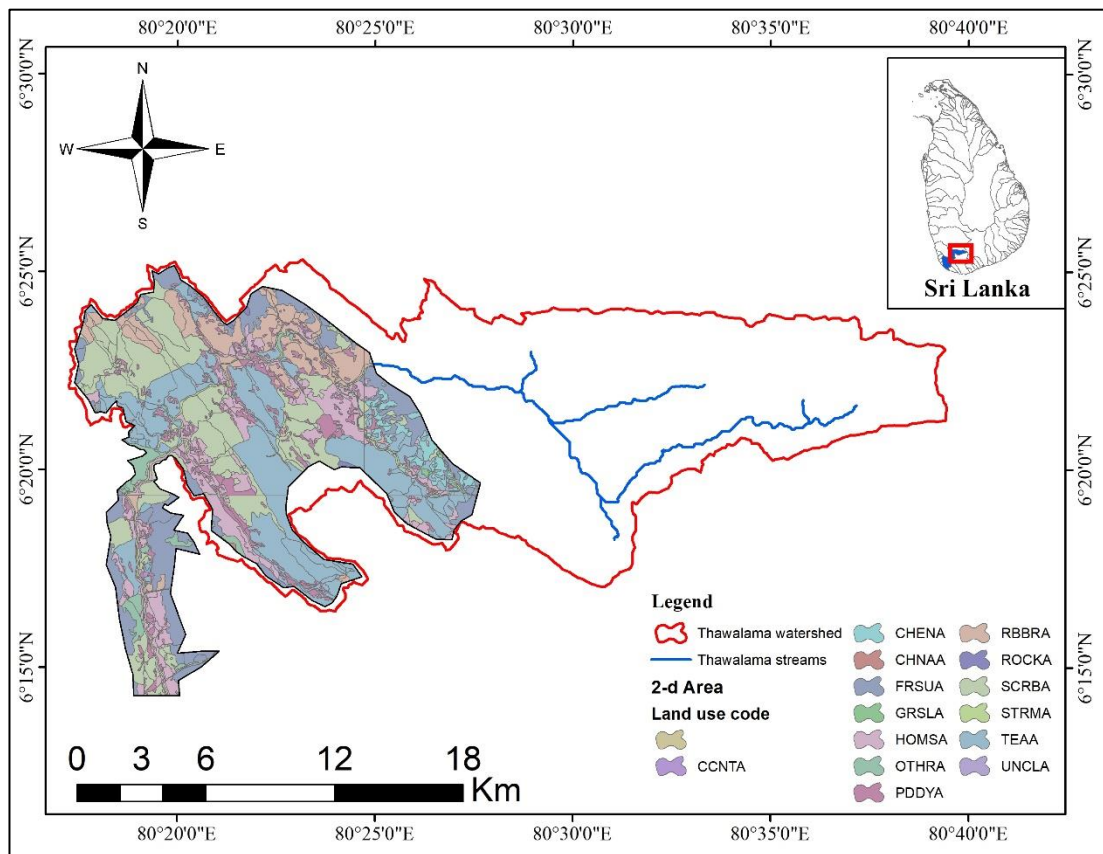 80°20'0"E 80°25'0"E 80°30'0"E 80°35'0"E 80°40'0"E
6°30'0"N
6°30'0"N
N
W E
S
Sri Lanka
6°25'0"N
6°25'0"N
6°20'0"N
6°20'0"N
6°15'0"N
6°15'0"N
Legend
Thawalama watershed
Thawalama streams
2-d Area
Land use code
CCNTA
CHENA
CHNAA
FRSUA
GRSLA
HOMSA
OTHRA
PDDYA
RBBRA
ROCKA
SCRBA
STRMA
TEAA
UNCLA
0 3 6 12 18
Km
80°20'0"E 80°25'0"E 80°30'0"E 80°35'0"E 80°40'0"E